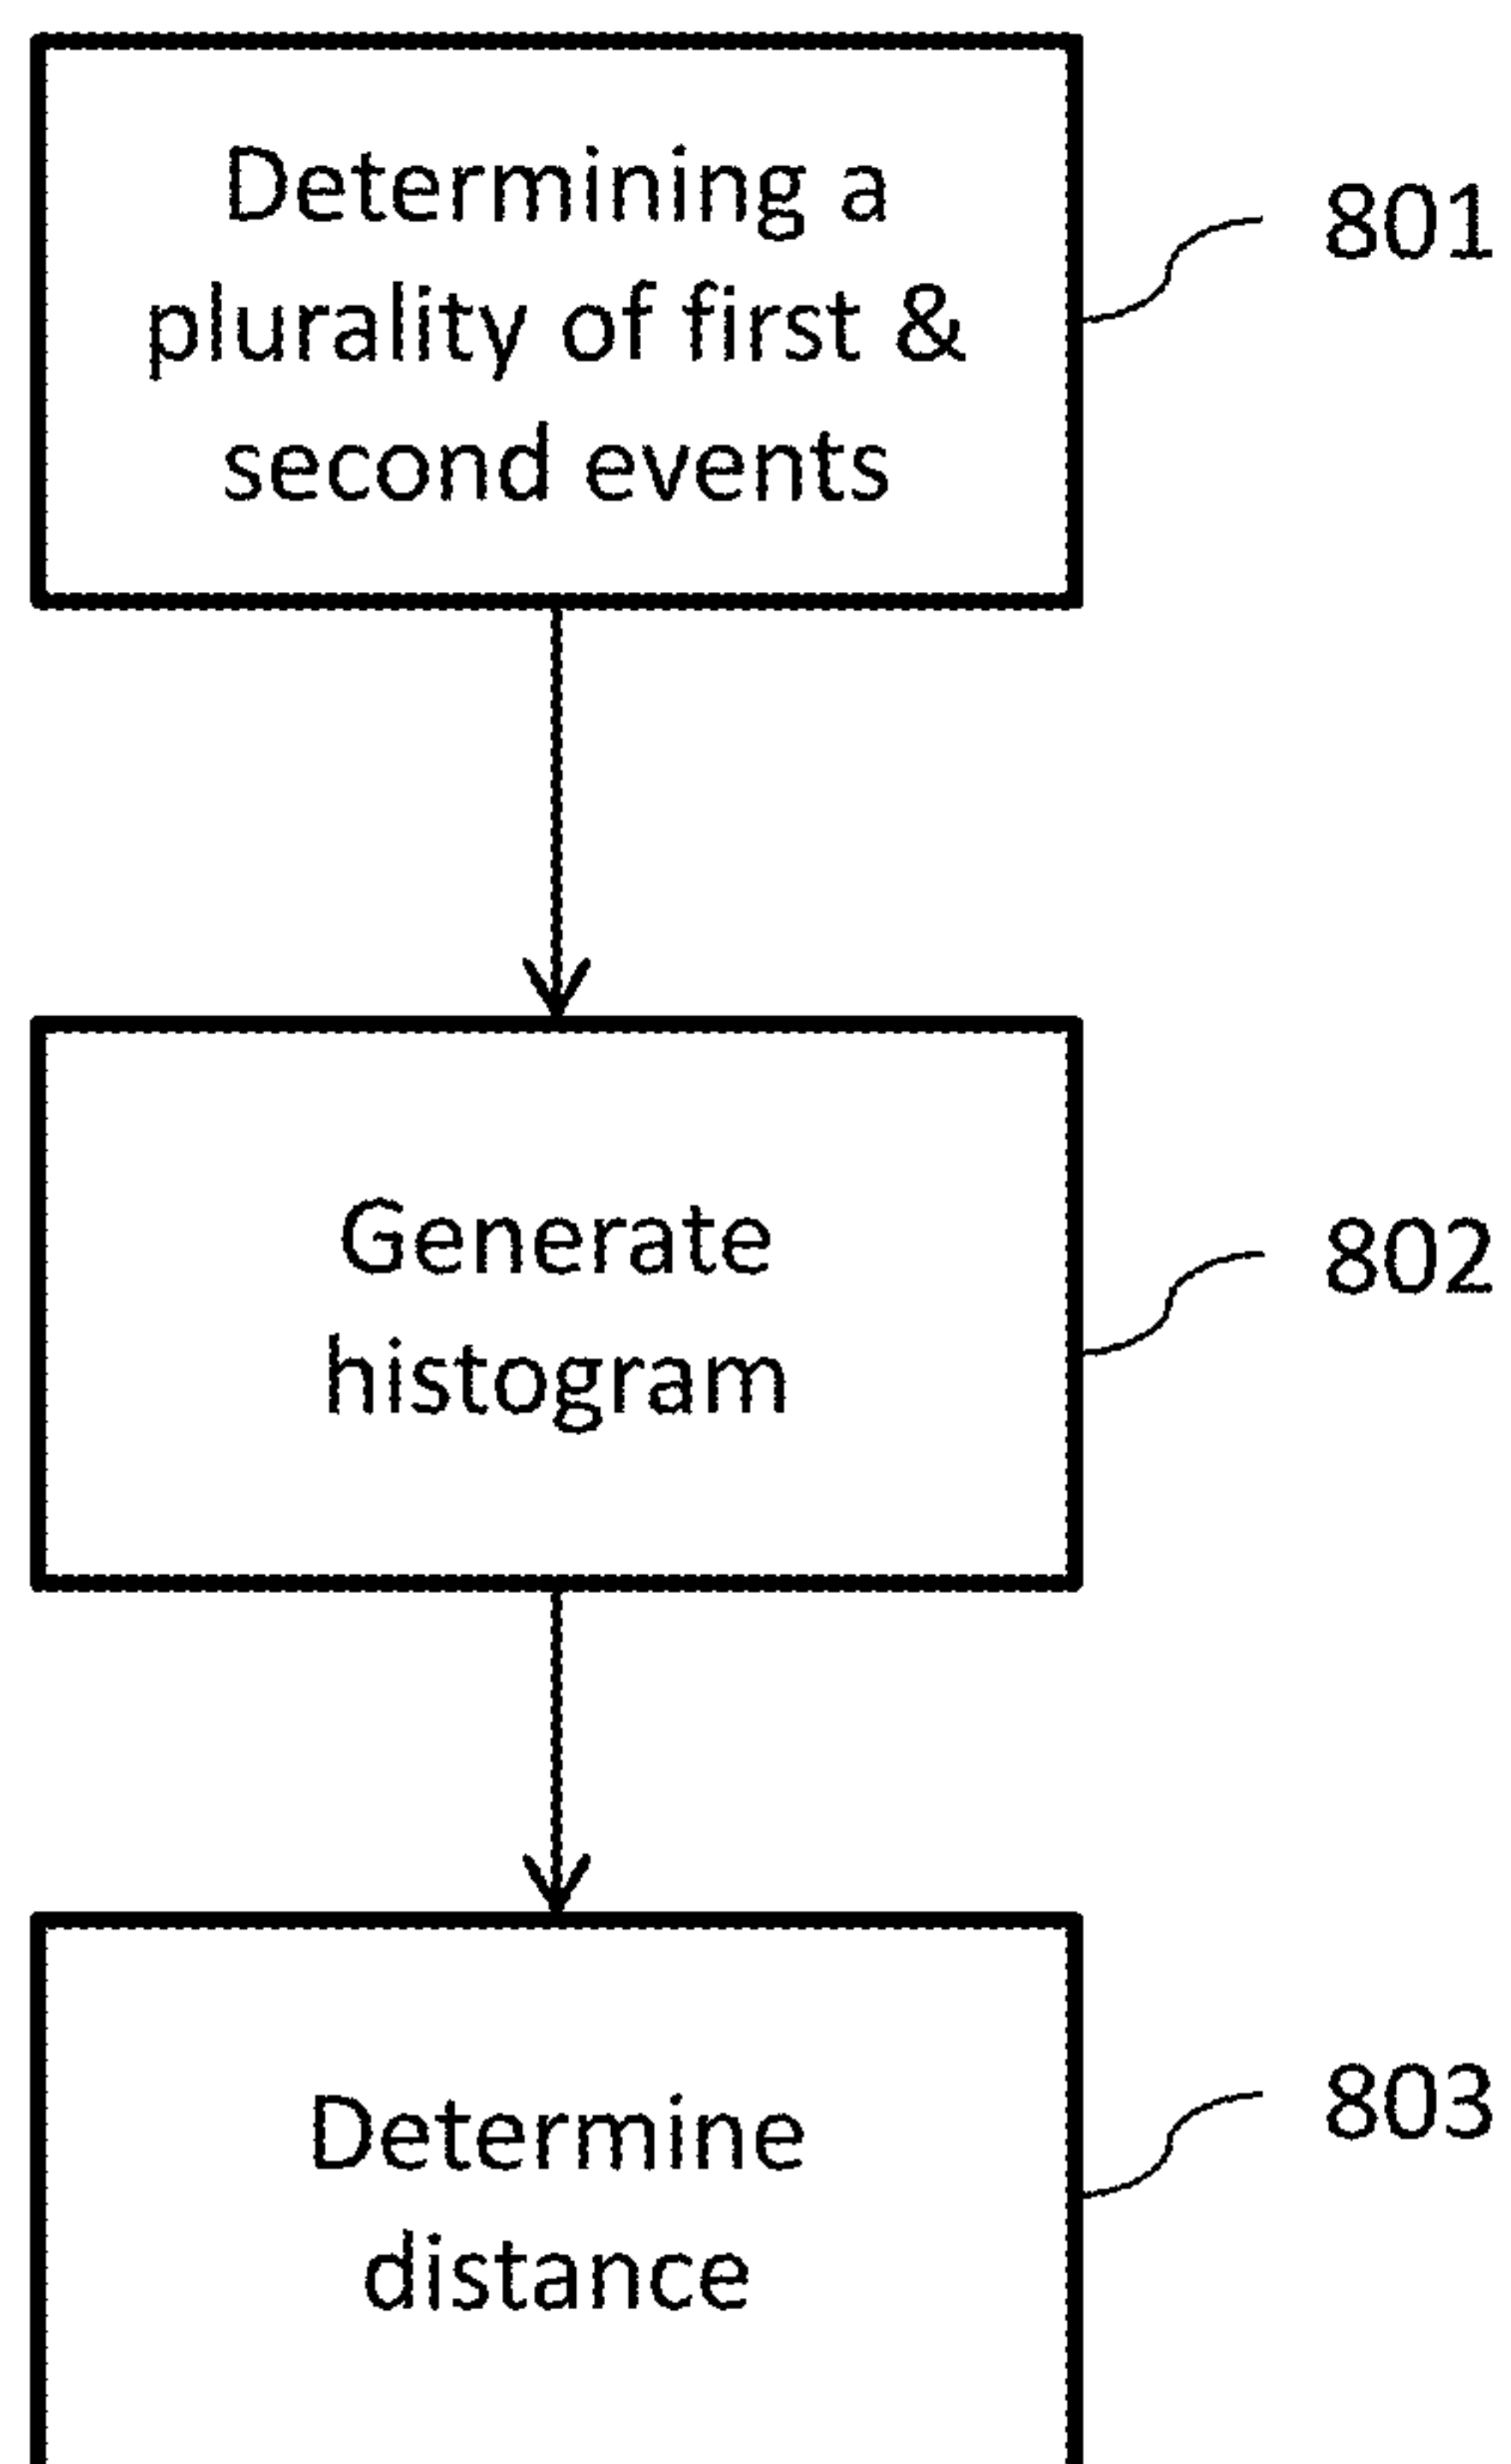 Determining a
plurality of first &
second events
801
Generate
histogram
802
Determine
distance
803